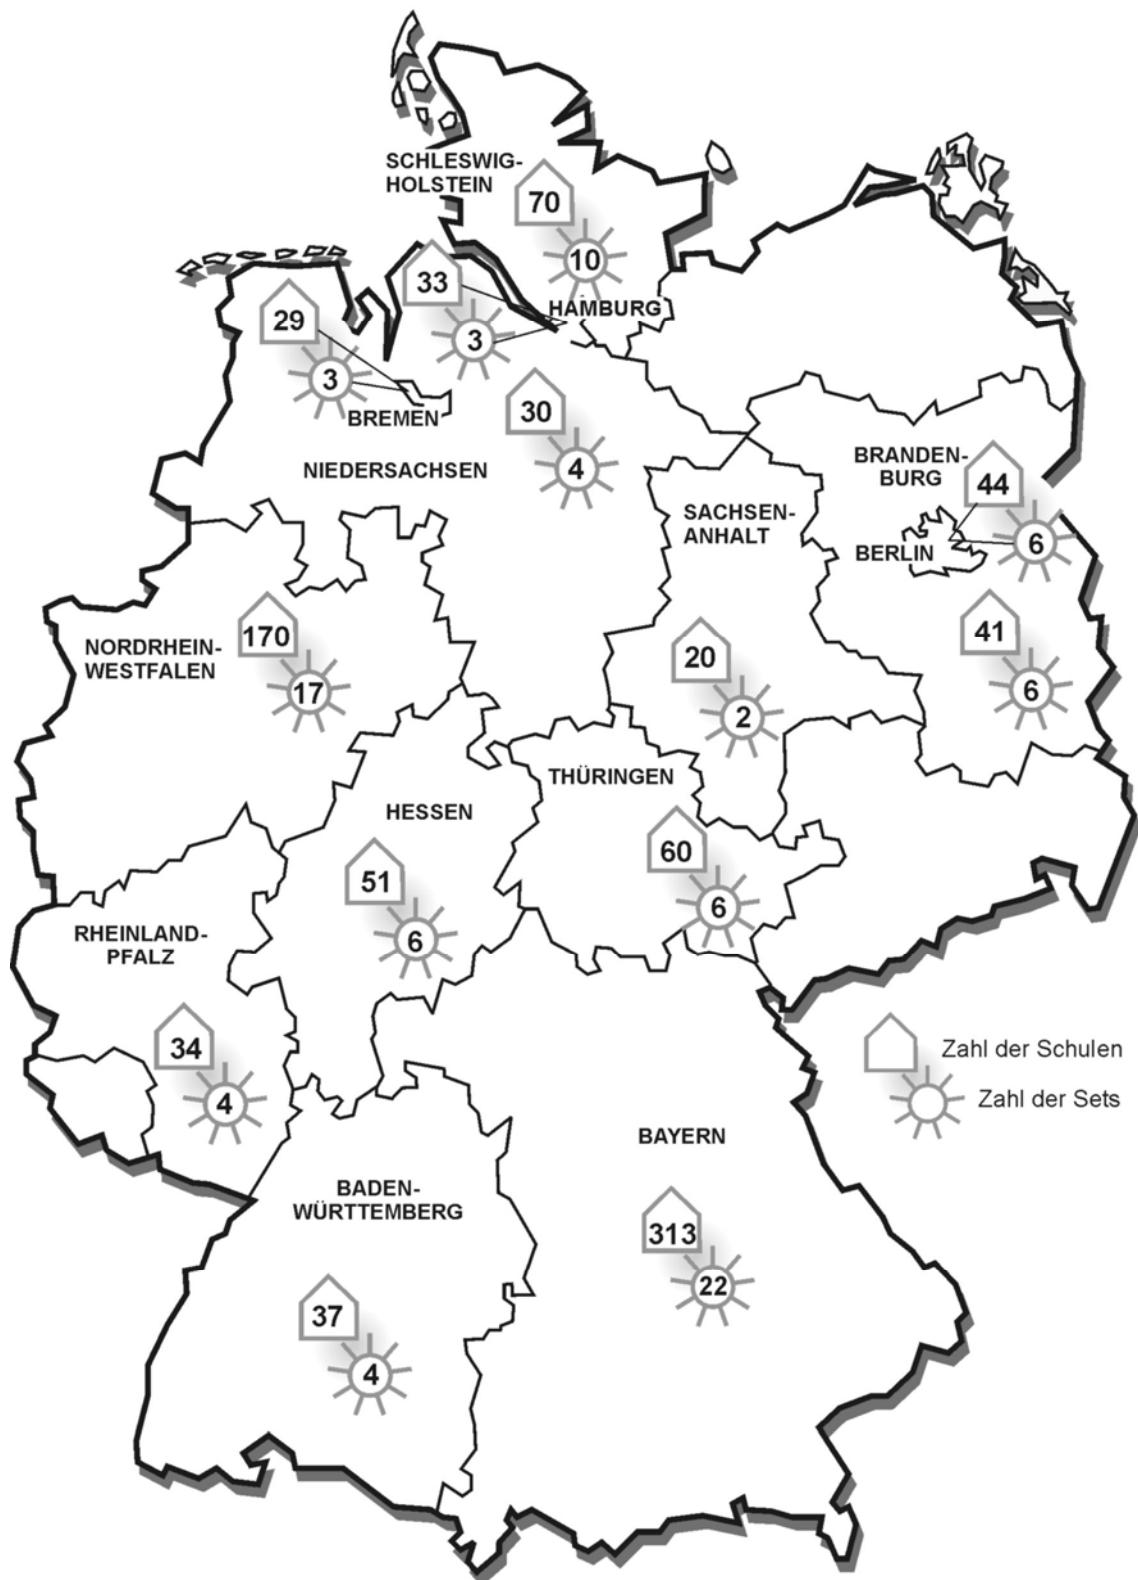 SCHLESWIG-
HOLSTEIN
70
10
33
3
HAMBURG
29
3
BREMEN
30
4
NIEDERSACHSEN
BRANDEN-
BURG
44
6
BERLIN
41
6
SACHSEN-
ANHALT
20
2
NORDRHEIN-
WESTFALEN
170
17
THÜRINGEN
60
6
HESSEN
51
6
RHEINLAND-
PFALZ
34
4
Zahl der Schulen
Zahl der Sets
BAYERN
313
22
BADEN-
WÜRTTEMBERG
37
4